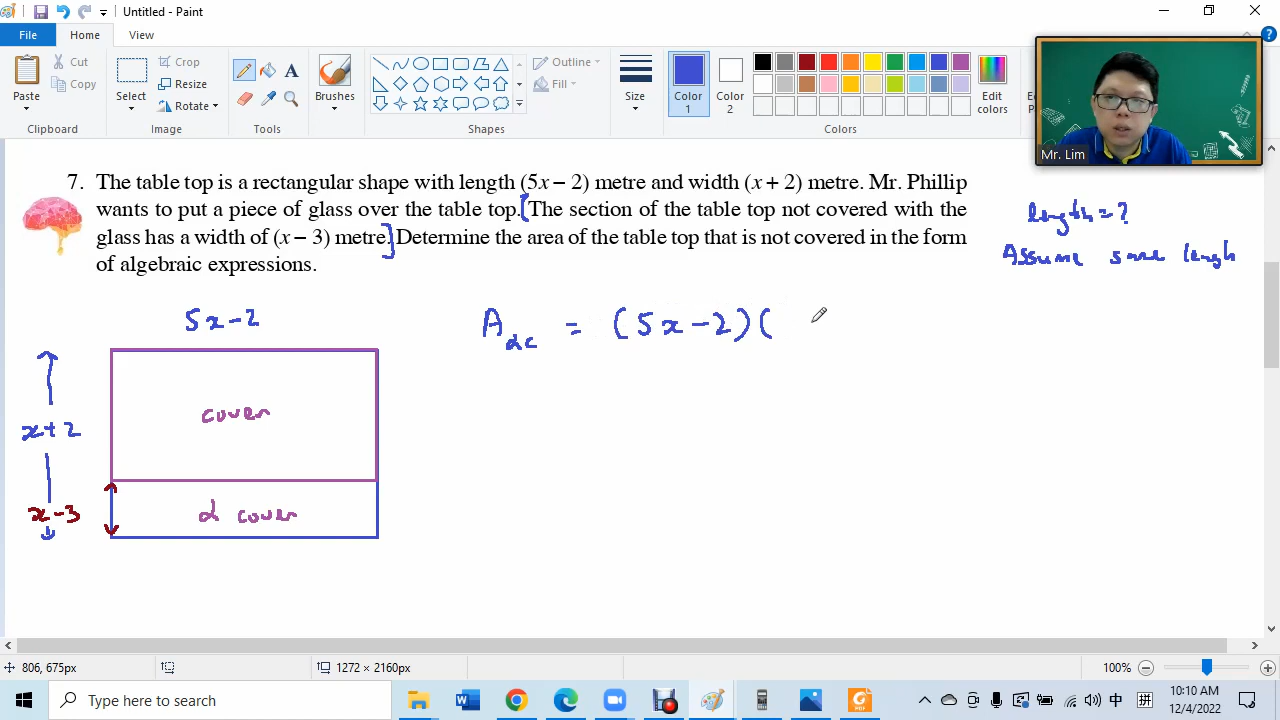 Untitled - Paint
File Home View
Paste Cut Copy Clipboard
Select Crop Resize Rotate Image
Tools
Brushes
Outline Fill Shapes
Size
Color 1 Color 2 Edit colors Colors
Mr. Lim
7. The table top is a rectangular shape with length (5x − 2) metre and width (x + 2) metre. Mr. Phillip
wants to put a piece of glass over the table top. [The section of the table top not covered with the
glass has a width of (x − 3) metre.] Determine the area of the table top that is not covered in the form
of algebraic expressions.
length = ?
Assume same lengh
5x - 2
A = (5x - 2)(
cover
x + 2
x - 3
cover
806, 675px 1272 × 2160px 100%
Type here to search
中 拼 10:10 AM
12/4/2022